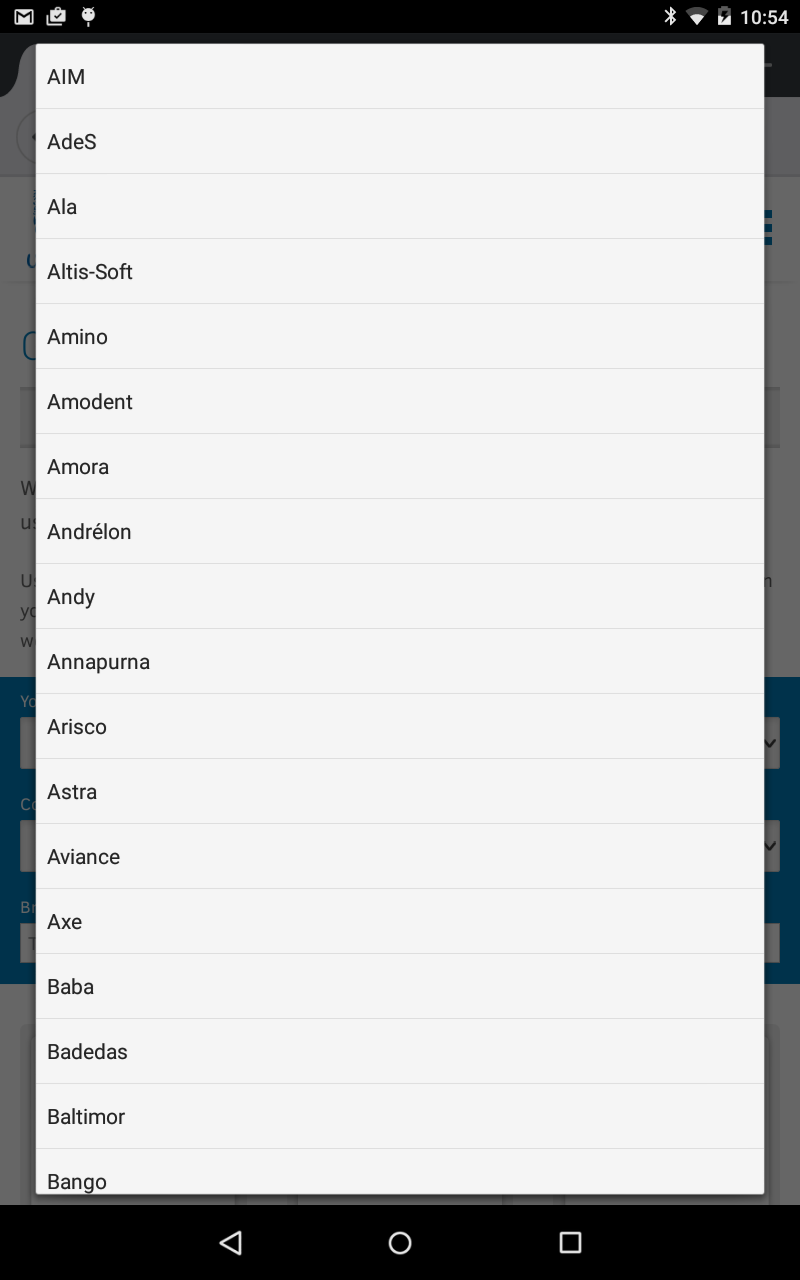 10:54
AIM
AdeS
Ala
Altis-Soft
Amino
Amodent
Amora
Andrélon
Andy
Annapurna
Arisco
Astra
Aviance
Axe
Baba
Badedas
Baltimor
Bango